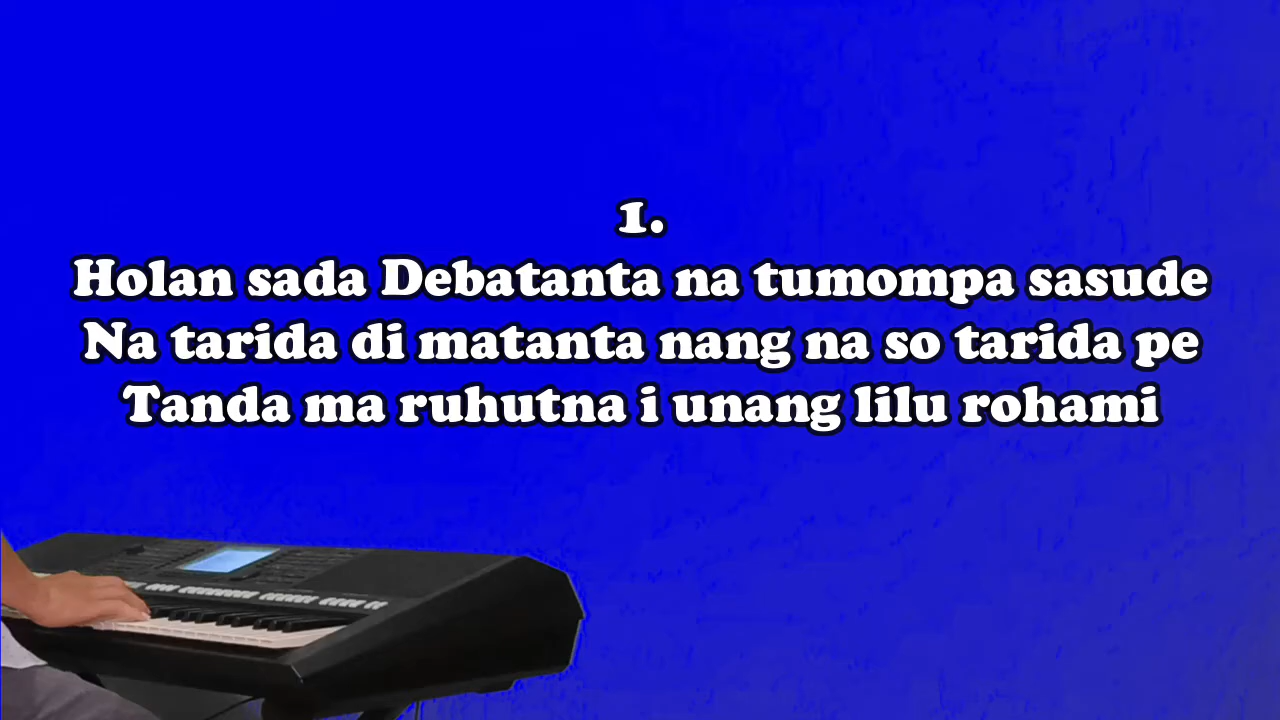 1.
Holan sada Debatanta na tumompa sasude
Na tarida di matanta nang na so tarida pe
Tanda ma ruhutna i unang lilu rohami